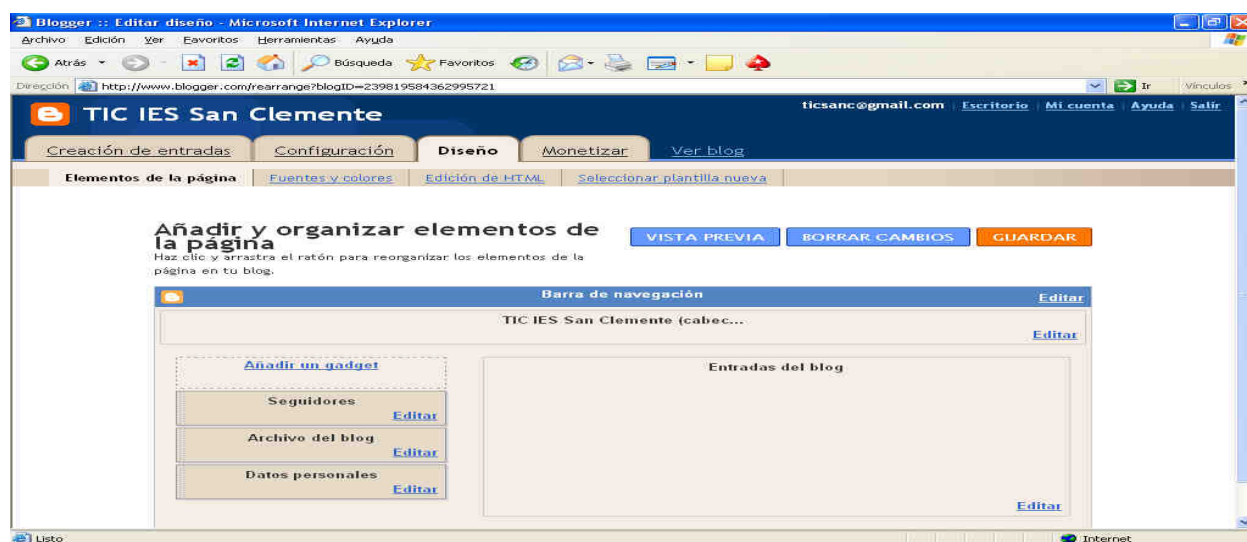 Blogger :: Editar diseño - Microsoft Internet Explorer
Archivo Edición Ver Favoritos Herramientas Ayuda
Atrás Búsqueda Favoritos
Dirección http://www.blogger.com/rearrange?blogID=239819584362995721 Ir Vínculos
TIC IES San Clemente ticsanc@gmail.com Escritorio Mi cuenta Ayuda Salir
Creación de entradas Configuración Diseño Monetizar Ver blog
Elementos de la página Fuentes y colores Edición de HTML Seleccionar plantilla nueva
Añadir y organizar elementos de
la página
VISTA PREVIA BORRAR CAMBIOS GUARDAR
Haz clic y arrastra el ratón para reorganizar los elementos de la
página en tu blog.
Barra de navegación Editar
TIC IES San Clemente (cabec...
Editar
Añadir un gadget
Seguidores
Editar
Archivo del blog
Editar
Datos personales
Editar
Entradas del blog
Editar
Listo Internet